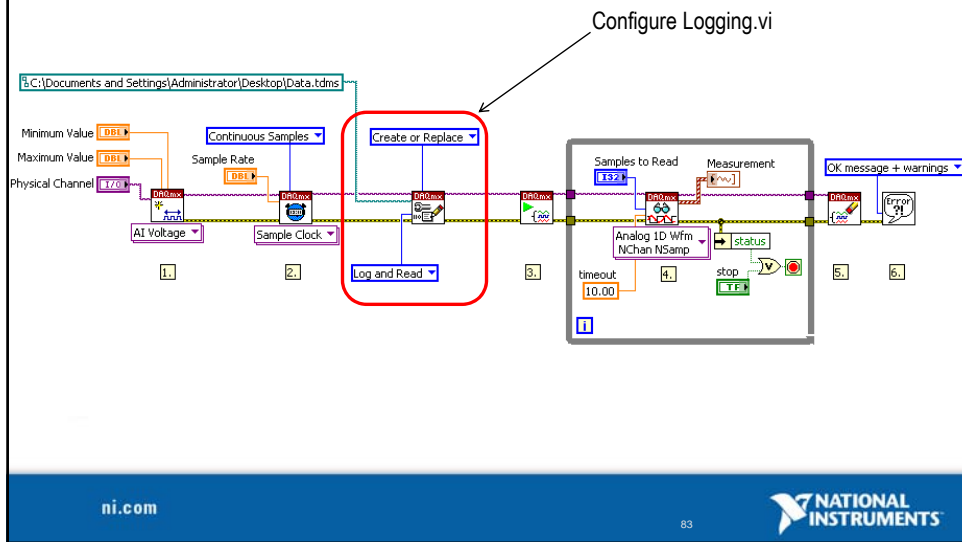 Configure Logging.vi
C:\Documents and Settings\Administrator\Desktop\Data.tdms
Minimum Value DBL
Maximum Value DBL
Physical Channel I/O
Continuous Samples
Sample Rate
DBL
Create or Replace
Samples to Read
I32
Measurement
OK message + warnings
DAQmx
DAQmx
DAQmx
DAQmx
DAQmx
DAQmx
Error
?!
AI Voltage
Sample Clock
Log and Read
Analog 1D Wfm
NChan NSamp
status
timeout
10.00
stop
TF
V
1.
2.
3.
4.
5.
6.
i
ni.com
83
NATIONAL
INSTRUMENTS